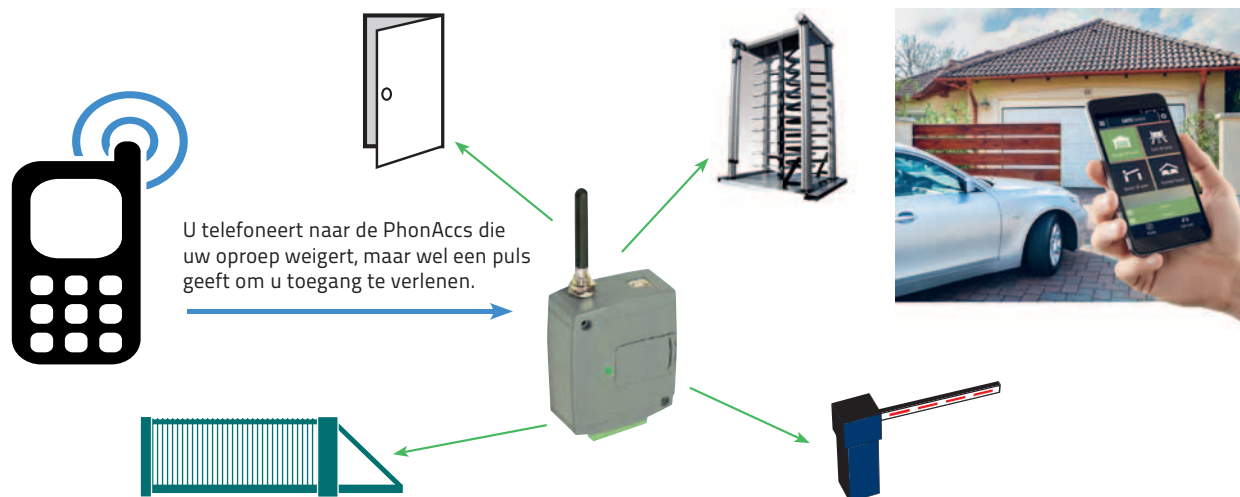 U telefoneert naar de PhonAccs die
uw oproep weigert, maar wel een puls
geeft om u toegang te verlenen.